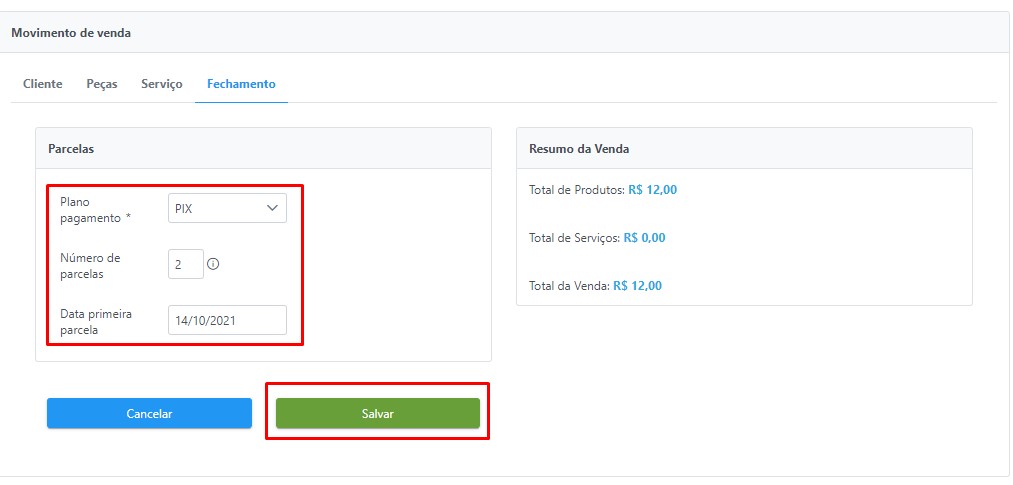 Movimento de venda
Cliente Peças Serviço Fechamento
Parcelas
Plano
pagamento *
PIX
Número de
parcelas
2
Data primeira
parcela
14/10/2021
Resumo da Venda
Total de Produtos: R$ 12,00
Total de Serviços: R$ 0,00
Total da Venda: R$ 12,00
Cancelar
Salvar